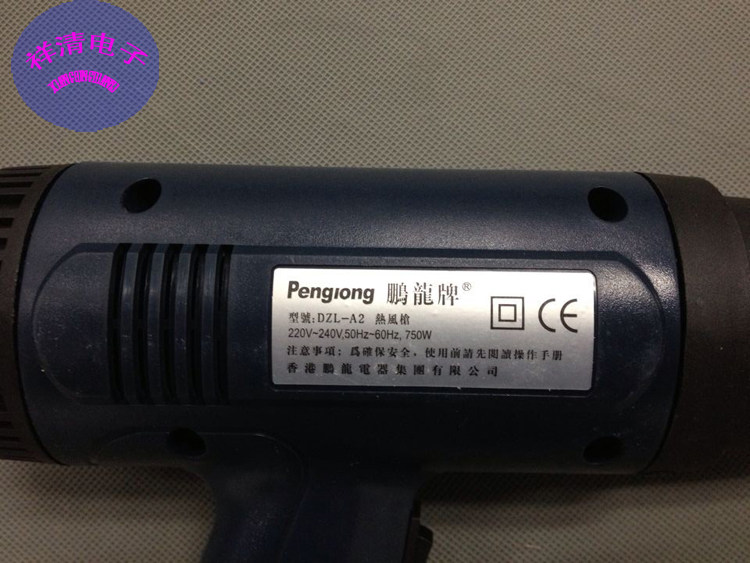 祥清电子
Pengiong 鵬龍牌®
型號:DZL-A2 熱風槍
220V~240V,50Hz~60Hz, 750W
注意事項: 爲確保安全, 使用前請先閱讀操作手册
香港鵬龍電器集團有限公司
CE